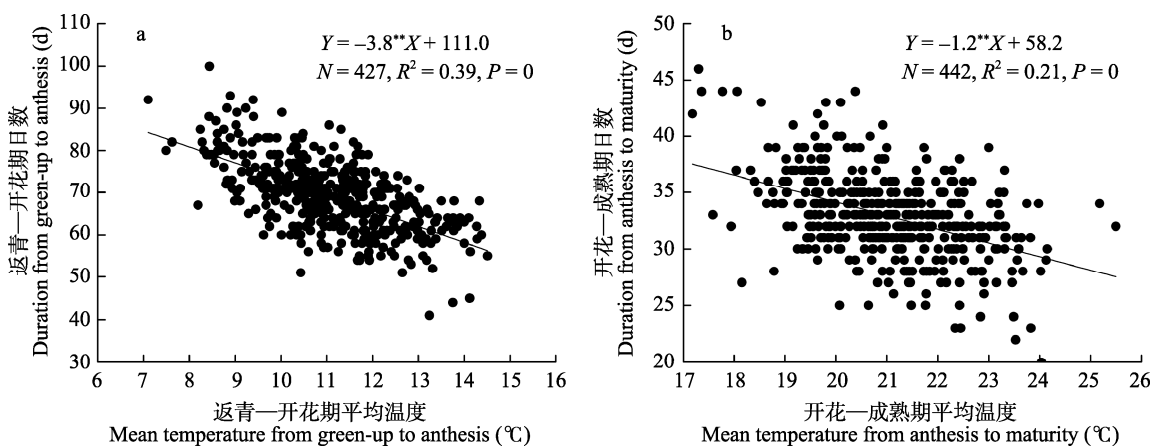 a
Y = –3.8**X + 111.0
N = 427, R² = 0.39, P = 0
返青—开花期日数
Duration from green-up to anthesis (d)
110
100
90
80
70
60
50
40
30
6 7 8 9 10 11 12 13 14 15 16
返青—开花期平均温度
Mean temperature from green-up to anthesis (℃)
b
Y = –1.2**X + 58.2
N = 442, R² = 0.21, P = 0
开花—成熟期日数
Duration from anthesis to maturity (d)
50
45
40
35
30
25
20
17 18 19 20 21 22 23 24 25 26
开花—成熟期平均温度
Mean temperature from anthesis to maturity (℃)